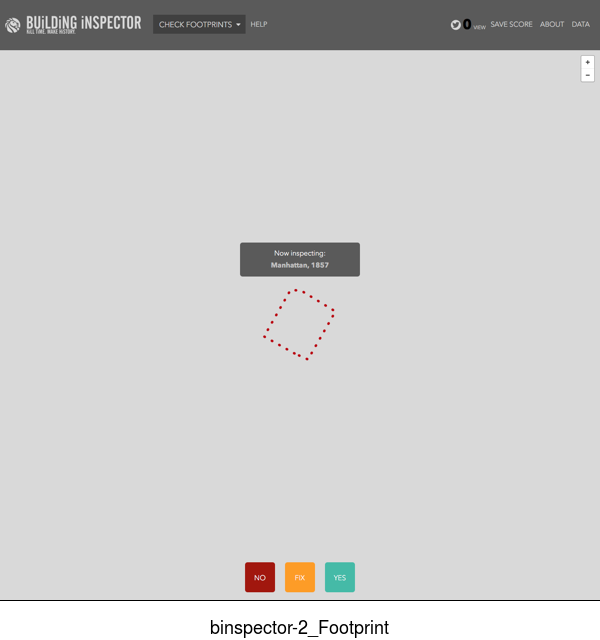 BUiLDiNG iNSPECTOR
KILL TIME. MAKE HISTORY.
CHECK FOOTPRINTS
HELP
0 VIEW
SAVE SCORE
ABOUT
DATA
+
−
Now inspecting:
Manhattan, 1857
NO
FIX
YES
binspector-2_Footprint